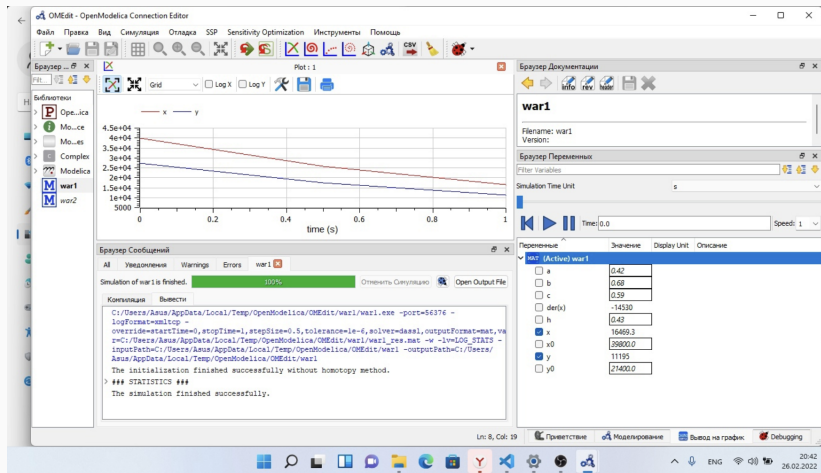 OMEdit - OpenModelica Connection Editor
Файл Правка Вид Симуляция Отладка SSP Sensitivity Optimization Инструменты Помощь
Браузер ...
Библиотеки
P Ope...ica
Mo...ce
Mo...es
Complex
Modelica
M war1
M war2
Plot : 1
Grid Log X Log Y
x y
4.5e+04
4e+04
3.5e+04
3e+04
2.5e+04
2e+04
1.5e+04
1e+04
5000
0 0.2 0.4 0.6 0.8 1
time (s)
Браузер Сообщений
All Уведомления Warnings Errors war1
Simulation of war1 is finished. 100% Отменить Симуляцию Open Output File
Компиляция Вывести
C:/Users/Asus/AppData/Local/Temp/OpenModelica/OMEdit/war1/war1.exe -port=56376 -
logFormat=xmltcp -
override=startTime=0,stopTime=1,stepSize=0.5,tolerance=1e-6,solver=dassl,outputFormat=mat,va
r=C:/Users/Asus/AppData/Local/Temp/OpenModelica/OMEdit/war1/war1_res.mat -w -lv=LOG_STATS -
inputPath=C:/Users/Asus/AppData/Local/Temp/OpenModelica/OMEdit/war1 -outputPath=C:/Users/
Asus/AppData/Local/Temp/OpenModelica/OMEdit/war1
The initialization finished successfully without homotopy method.
### STATISTICS ###
The simulation finished successfully.
Браузер Документации
info rev
war1
Filename: war1
Version:
Браузер Переменных
Filter Variables
Simulation Time Unit s
Time: 0.0 Speed: 1
Переменные Значение Display Unit Описание
(Active) war1
a 0.42
b 0.68
c 0.59
der(x) -14530
h 0.43
x 16469.3
x0 39800.0
y 11195
y0 21400.0
Ln: 8, Col: 19 Приветствие Моделирование Вывод на график Debugging
ENG 20:42
26.02.2022